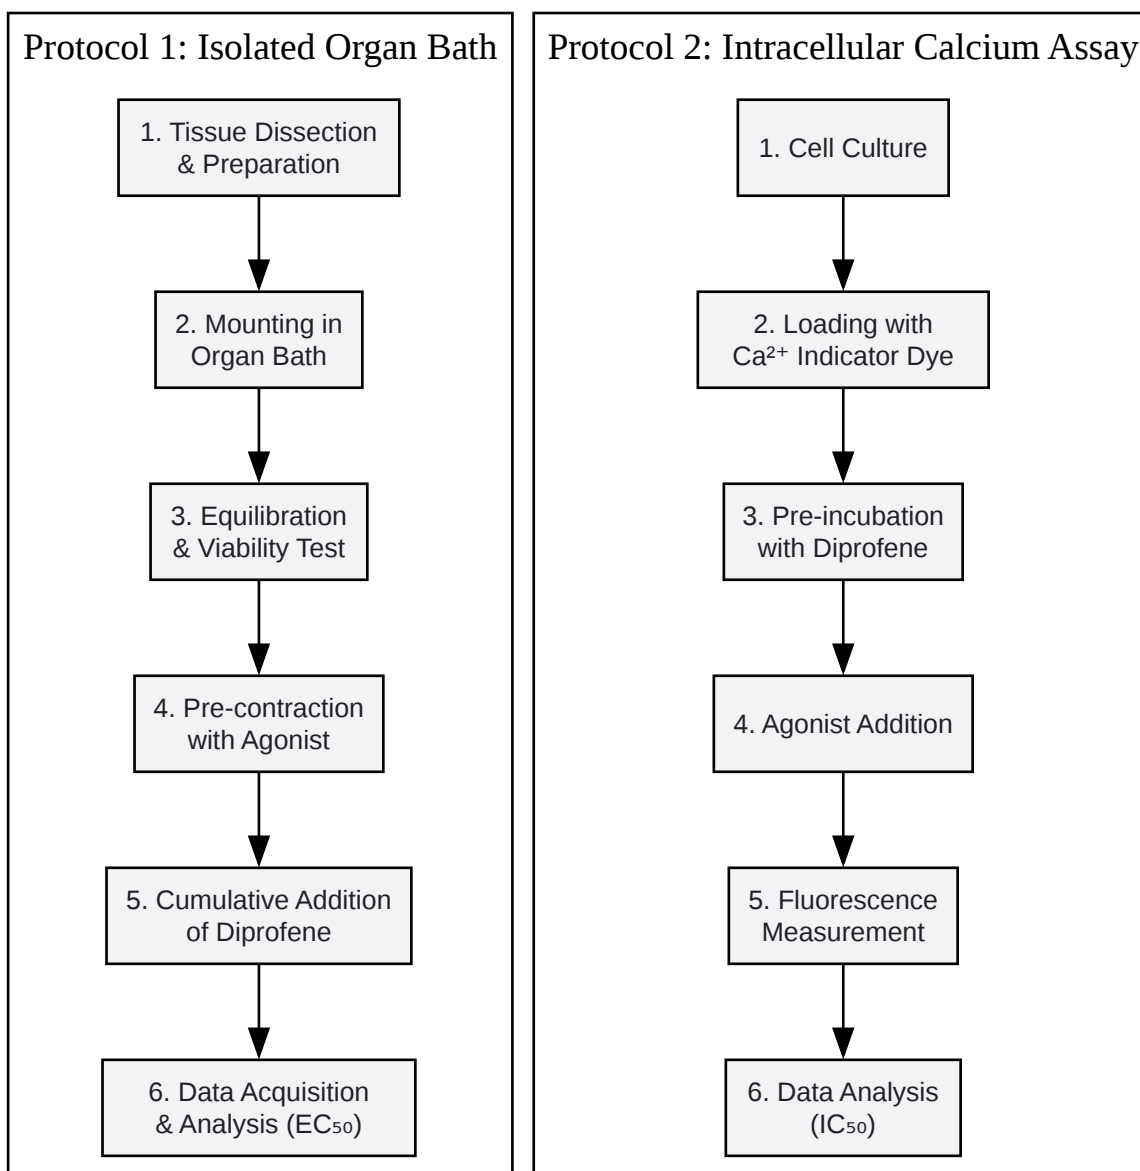 Protocol 1: Isolated Organ Bath
1. Tissue Dissection
& Preparation
2. Mounting in
Organ Bath
3. Equilibration
& Viability Test
4. Pre-contraction
with Agonist
5. Cumulative Addition
of Diprofene
6. Data Acquisition
& Analysis (EC₅₀)
Protocol 2: Intracellular Calcium Assay
1. Cell Culture
2. Loading with
Ca²⁺ Indicator Dye
3. Pre-incubation
with Diprofene
4. Agonist Addition
5. Fluorescence
Measurement
6. Data Analysis
(IC₅₀)